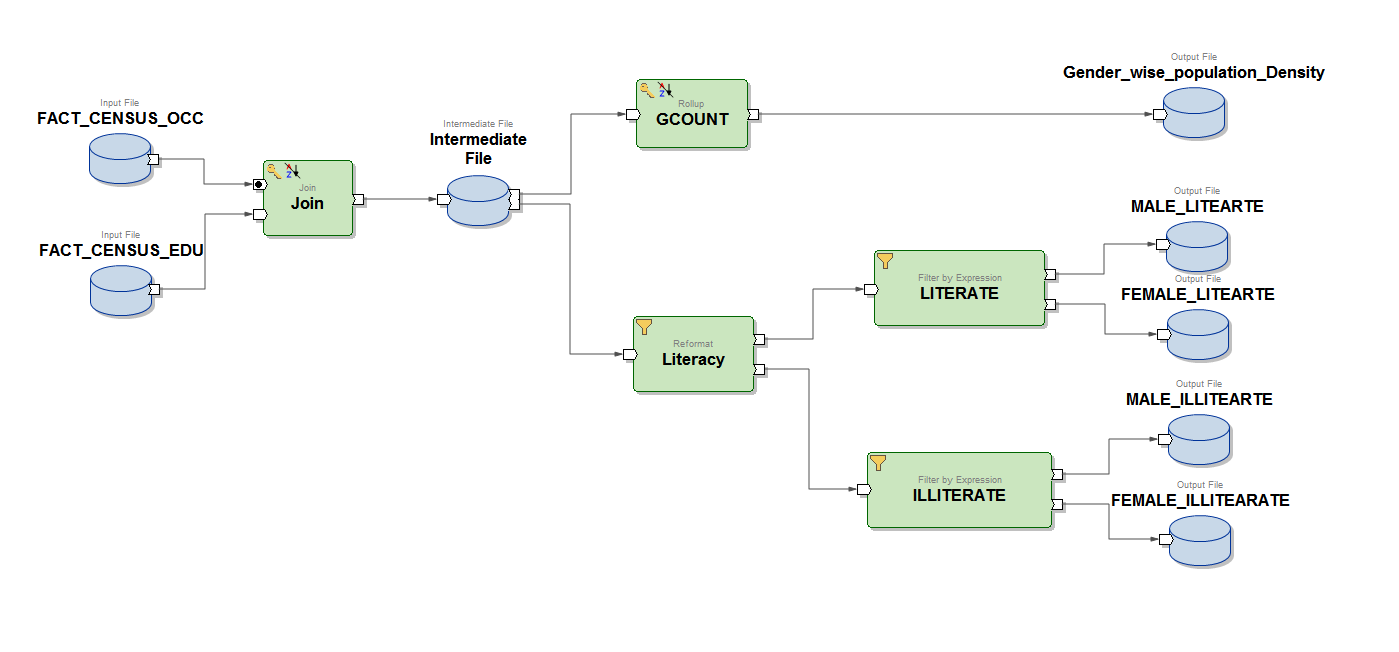 Input File
FACT_CENSUS_OCC
Input File
FACT_CENSUS_EDU
Join
Join
Intermediate File
Intermediate
File
Rollup
GCOUNT
Output File
Gender_wise_population_Density
Reformat
Literacy
Filter by Expression
LITERATE
Output File
MALE_LITEARTE
Output File
FEMALE_LITEARTE
Filter by Expression
ILLITERATE
Output File
MALE_ILLITEARTE
Output File
FEMALE_ILLITEARATE